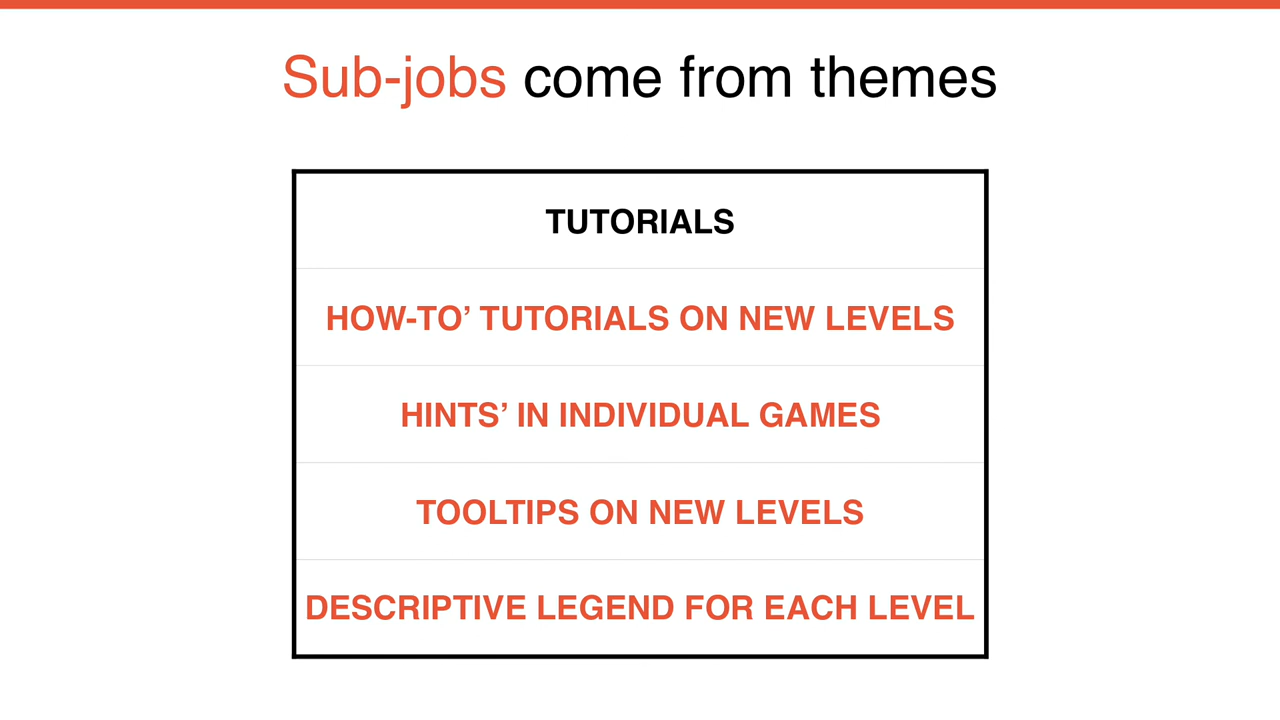 Sub-jobs come from themes
TUTORIALS
HOW-TO’ TUTORIALS ON NEW LEVELS
HINTS’ IN INDIVIDUAL GAMES
TOOLTIPS ON NEW LEVELS
DESCRIPTIVE LEGEND FOR EACH LEVEL